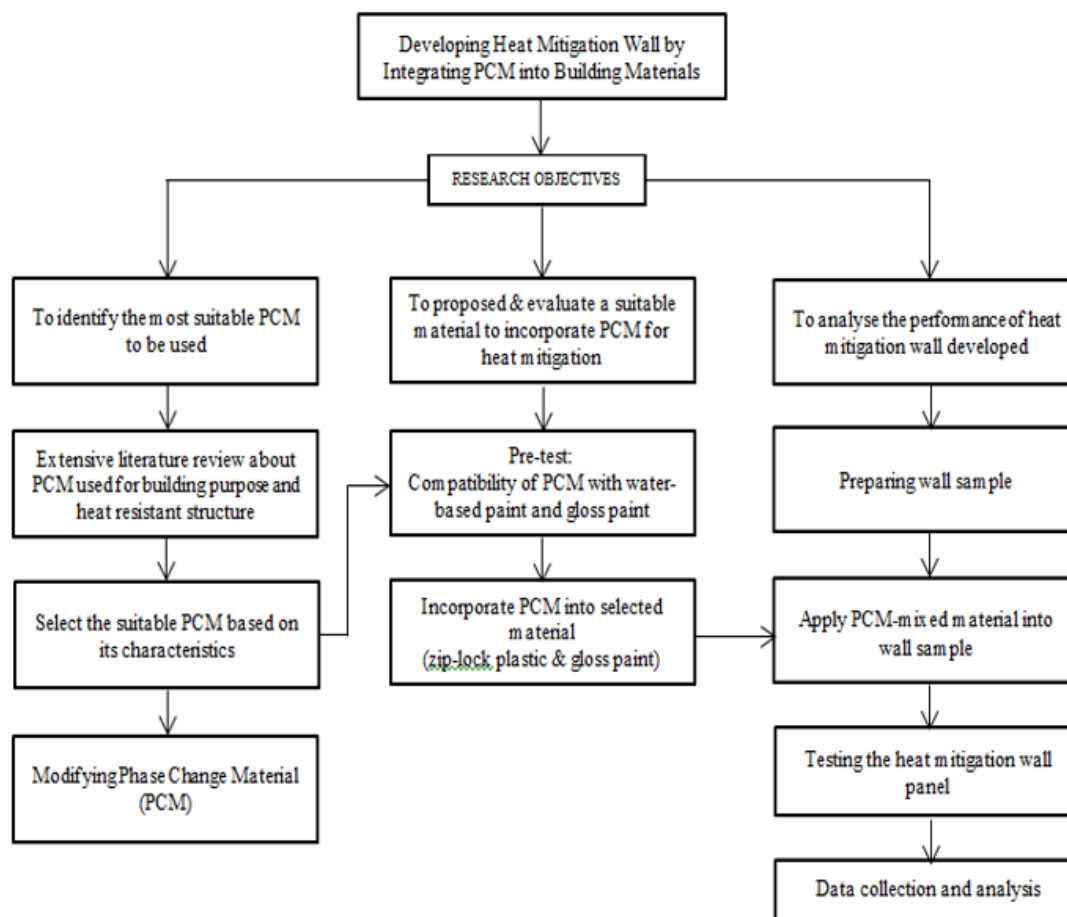 Developing Heat Mitigation Wall by
Integrating PCM into Building Materials
RESEARCH OBJECTIVES
To identify the most suitable PCM
to be used
Extensive literature review about
PCM used for building purpose and
heat resistant structure
Select the suitable PCM based on
its characteristics
Modifying Phase Change Material
(PCM)
To proposed & evaluate a suitable
material to incorporate PCM for
heat mitigation
Pre-test:
Compatibility of PCM with water-
based paint and gloss paint
Incorporate PCM into selected
material
(zip-lock plastic & gloss paint)
To analyse the performance of heat
mitigation wall developed
Preparing wall sample
Apply PCM-mixed material into
wall sample
Testing the heat mitigation wall
panel
Data collection and analysis